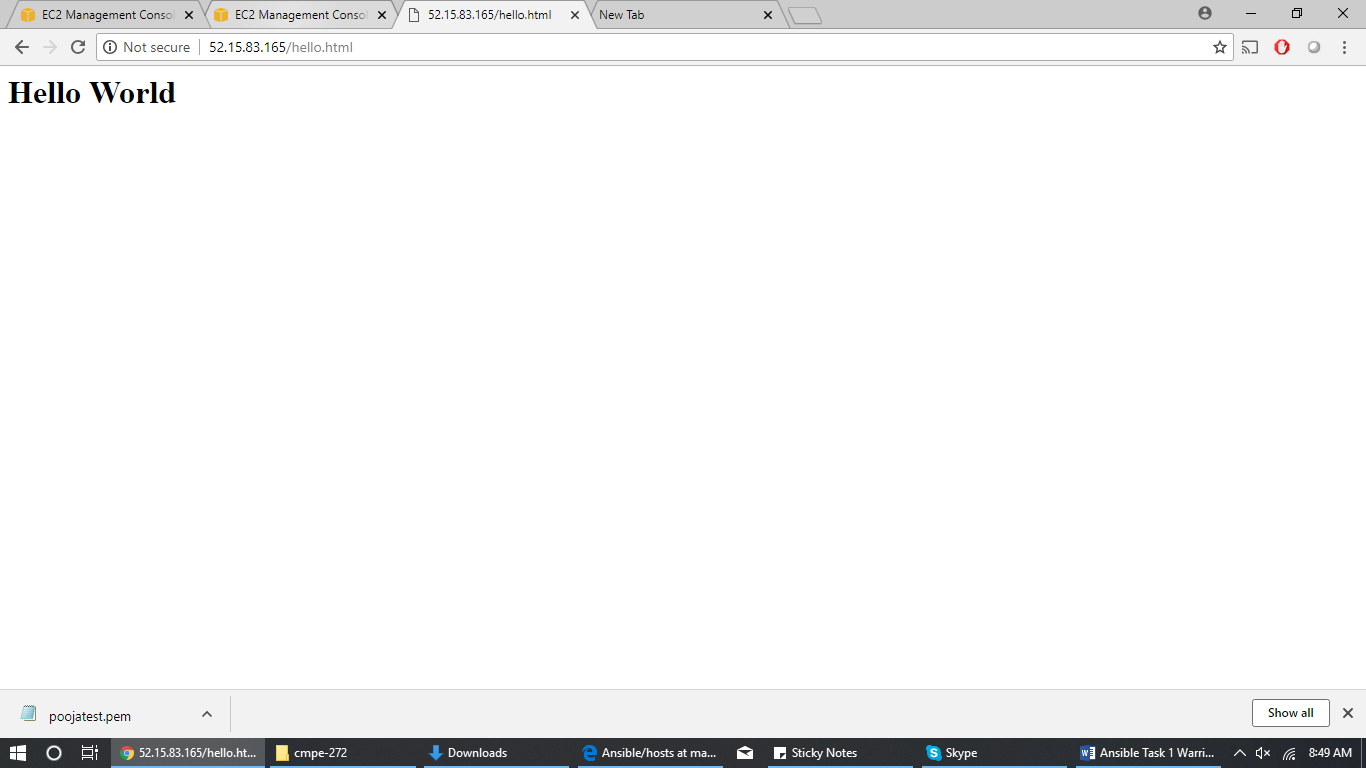 EC2 Management Consol
EC2 Management Consol
52.15.83.165/hello.html
New Tab
Not secure
52.15.83.165/hello.html
Hello World
poojatest.pem
Show all
52.15.83.165/hello.ht...
cmpe-272
Downloads
Ansible/hosts at ma...
Sticky Notes
Skype
Ansible Task 1 Warri...
8:49 AM